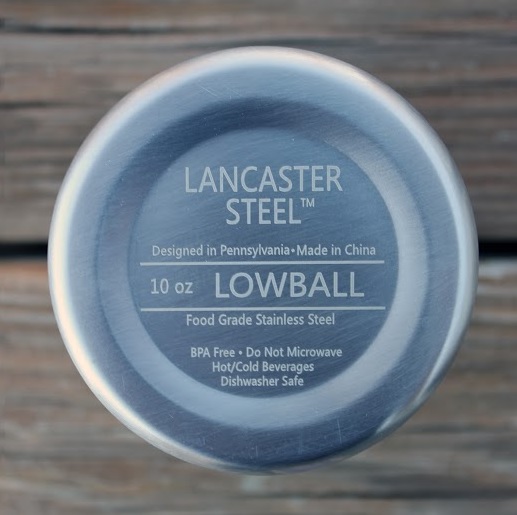 LANCASTER
STEEL™
Designed in Pennsylvania•Made in China
10 oz LOWBALL
Food Grade Stainless Steel
BPA Free • Do Not Microwave
Hot/Cold Beverages
Dishwasher Safe